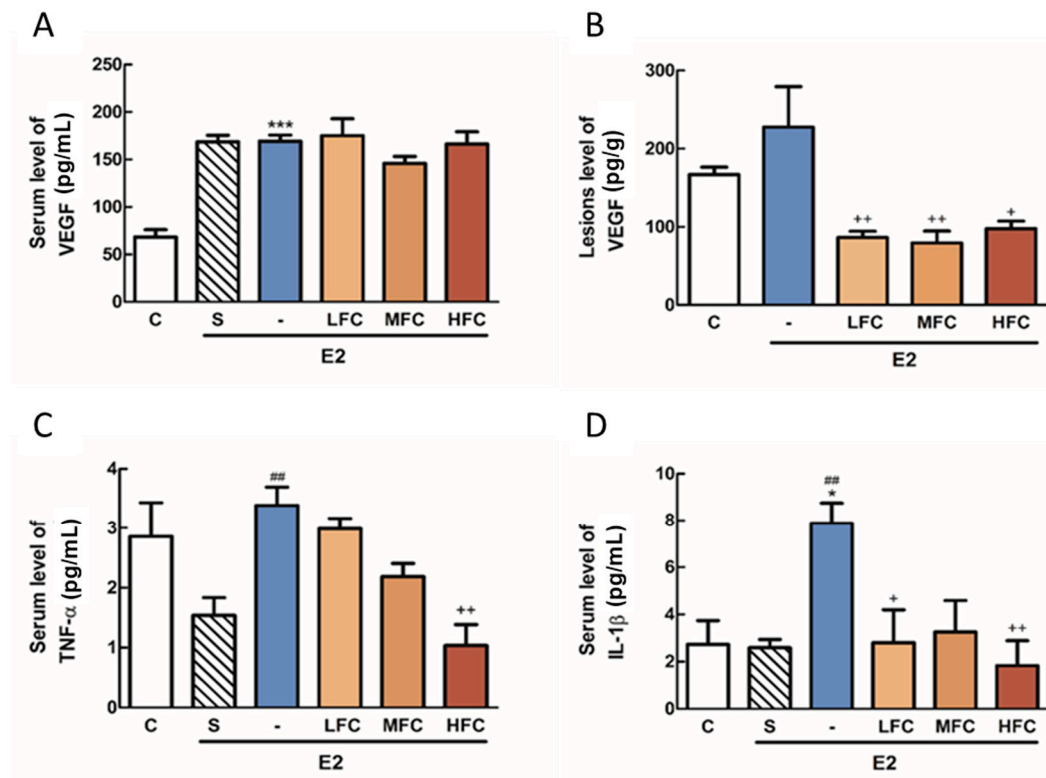 A
Serum level of
VEGF (pg/mL)
250
200
150
100
50
0
***
C S - LFC MFC HFC
E2
B
Lesions level of
VEGF (pg/g)
300
200
100
0
++ ++ +
C - LFC MFC HFC
E2
C
Serum level of
TNF-α (pg/mL)
4
3
2
1
0
##
++
C S - LFC MFC HFC
E2
D
Serum level of
IL-1β (pg/mL)
10
8
6
4
2
0
##
*
+
++
C S - LFC MFC HFC
E2